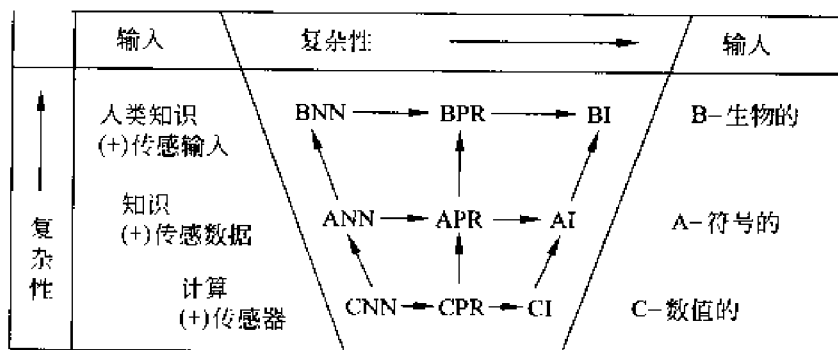 输入 复杂性 输人
人类知识 BNN BPR BI B-生物的
(+)传感输入
知识 ANN APR AI A-符号的
(+)传感数据
复杂性
计算 CNN CPR CI C-数值的
(+)传感器